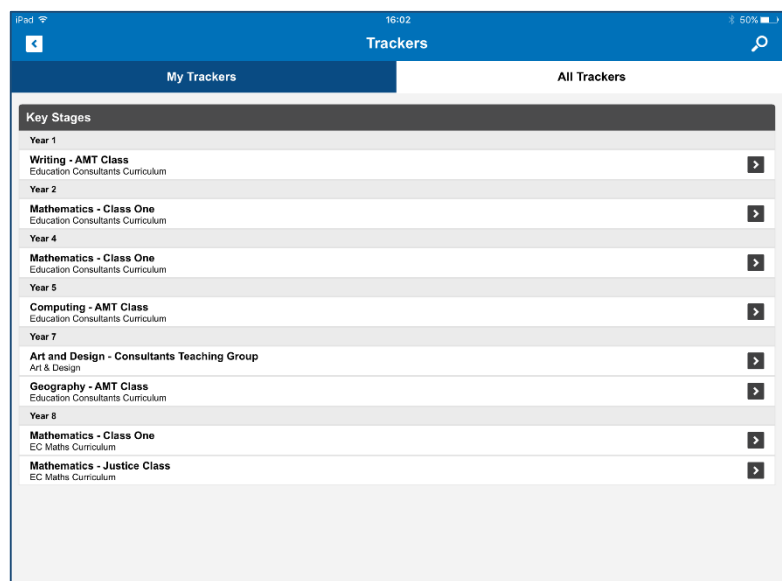 iPad 16:02 50%
Trackers
My Trackers All Trackers
Key Stages
Year 1
Writing - AMT Class
Education Consultants Curriculum
Year 2
Mathematics - Class One
Education Consultants Curriculum
Year 4
Mathematics - Class One
Education Consultants Curriculum
Year 5
Computing - AMT Class
Education Consultants Curriculum
Year 7
Art and Design - Consultants Teaching Group
Art & Design
Geography - AMT Class
Education Consultants Curriculum
Year 8
Mathematics - Class One
EC Maths Curriculum
Mathematics - Justice Class
EC Maths Curriculum